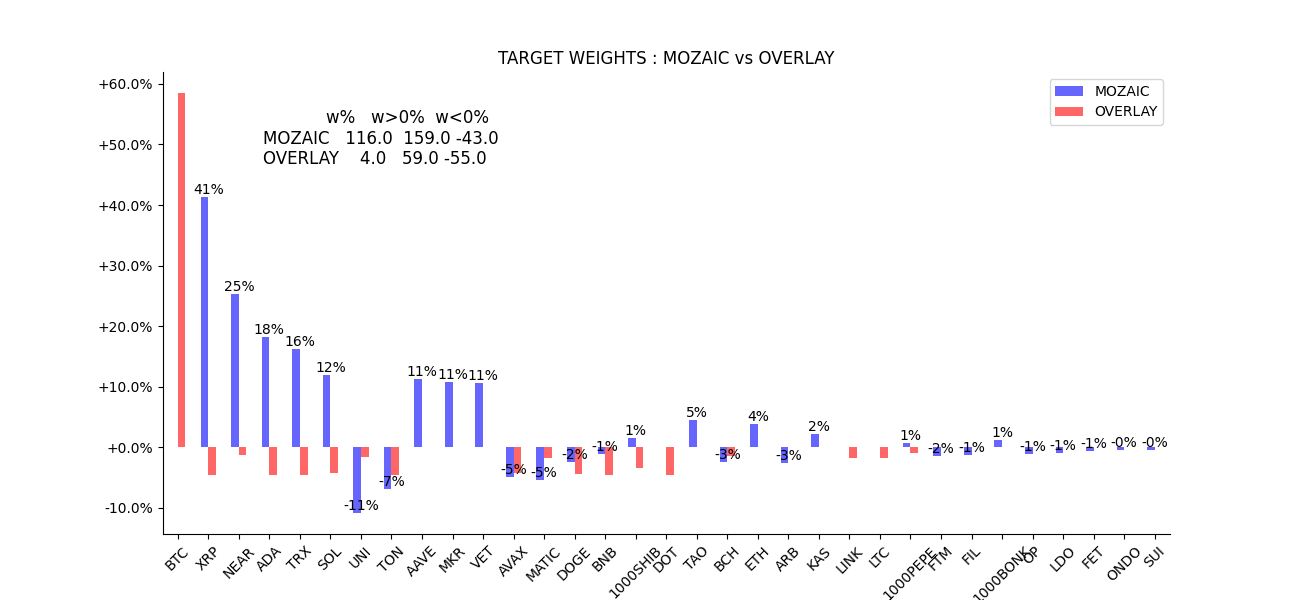 TARGET WEIGHTS : MOZAIC vs OVERLAY
+60.0%
+50.0%
+40.0%
+30.0%
+20.0%
+10.0%
+0.0%
-10.0%
w% w>0% w<0%
MOZAIC 116.0 159.0 -43.0
OVERLAY 4.0 59.0 -55.0
MOZAIC
OVERLAY
41%
25%
18%
16%
12%
-11%
-7%
11%
11%
11%
-5%
-5%
-2%
-1%
1%
5%
-3%
4%
-3%
2%
1%
-2%
-1%
1%
-1%
-1%
-1%
-0%
-0%
BTC
XRP
NEAR
ADA
TRX
SOL
UNI
TON
AAVE
MKR
VET
AVAX
MATIC
DOGE
BNB
1000SHIB
DOT
TAO
BCH
ETH
ARB
KAS
LINK
LTC
1000PEPE
FTM
FIL
1000BONK
OP
LDO
FET
ONDO
SUI